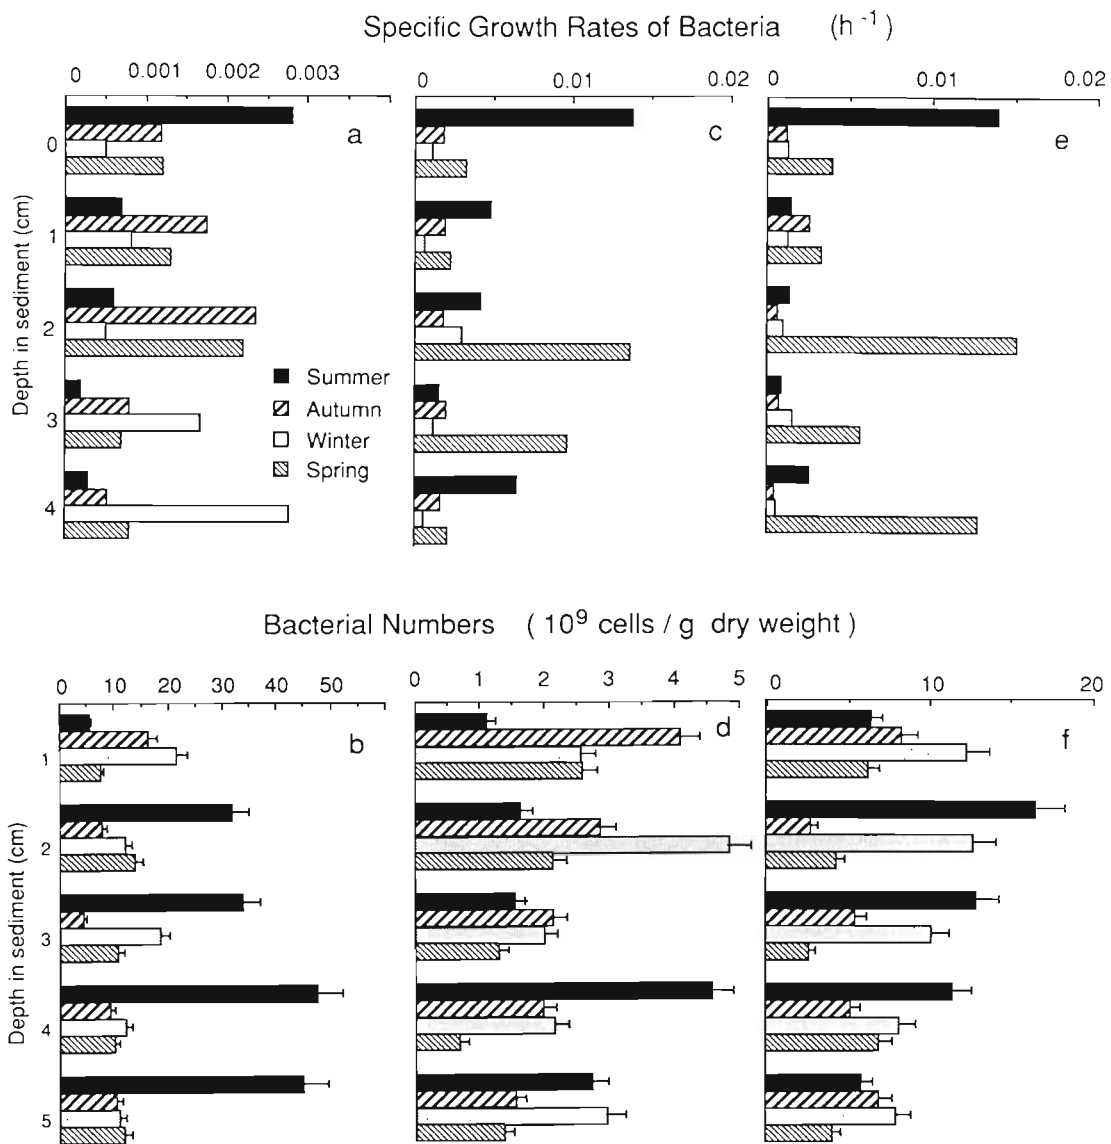 Specific Growth Rates of Bacteria (h⁻¹)
0 0.001 0.002 0.003
0 0.01 0.02
0 0.01 0.02
a
c
e
Depth in sediment (cm)
0
1
2
3
4
Summer
Autumn
Winter
Spring
Bacterial Numbers (10⁹ cells / g dry weight)
0 10 20 30 40 50
0 1 2 3 4 5
0 10 20
b
d
f
Depth in sediment (cm)
1
2
3
4
5